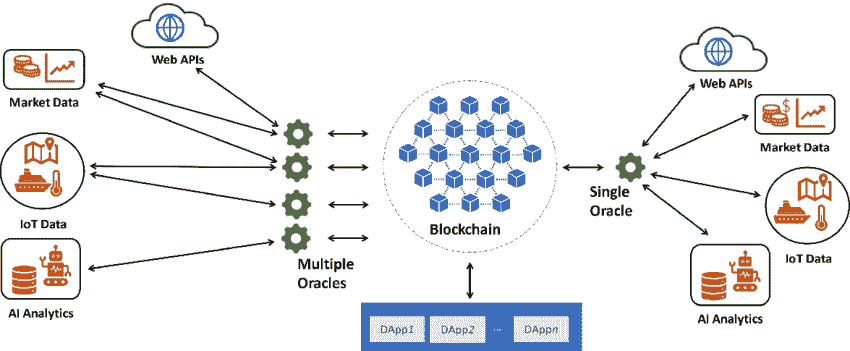 Web APIs
Market Data
IoT Data
AI Analytics
Multiple
Oracles
Blockchain
DApp1
DApp2
...
DAppn
Single
Oracle
Web APIs
$
Market Data
IoT Data
AI Analytics